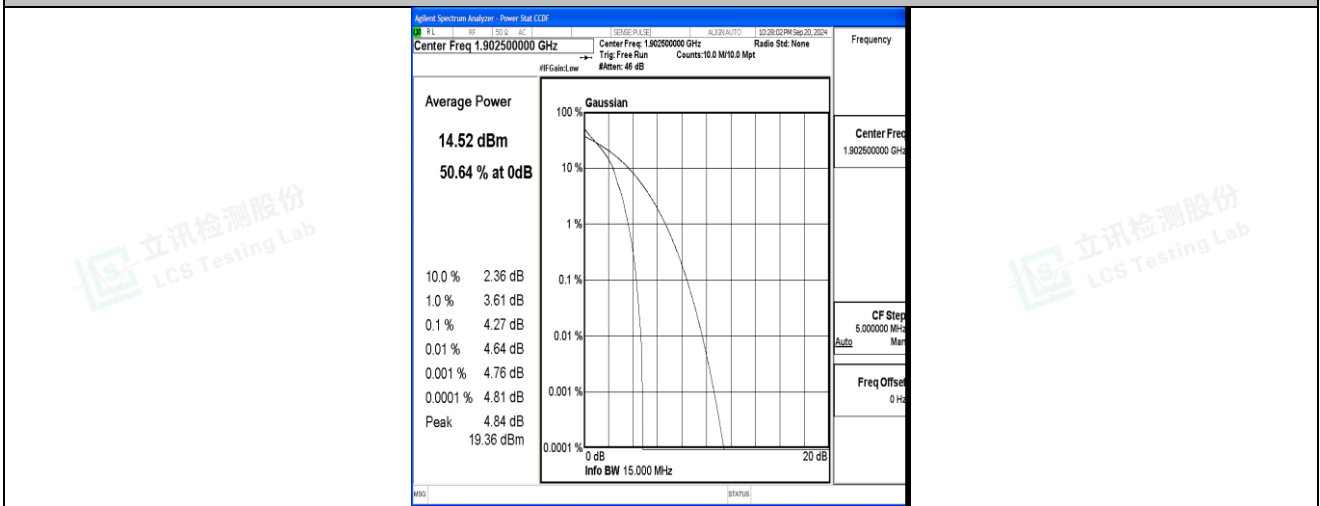 Agilent Spectrum Analyzer - Power Stat CCDF
RL RF 50 Ω AC SENSE:PULSE ALIGNAUTO 10:28:02 PM Sep 20, 2024
Center Freq 1.902500000 GHz
Center Freq: 1.902500000 GHz Radio Std: None
Trig: Free Run Counts:10.0 M/10.0 Mpt
#IFGain:Low #Atten: 46 dB
Frequency
Average Power
14.52 dBm
50.64 % at 0dB
10.0 % 2.36 dB
1.0 % 3.61 dB
0.1 % 4.27 dB
0.01 % 4.64 dB
0.001 % 4.76 dB
0.0001 % 4.81 dB
Peak 4.84 dB
19.36 dBm
Gaussian
100 %
10 %
1 %
0.1 %
0.01 %
0.001 %
0.0001 %
0 dB 20 dB
Info BW 15.000 MHz
Center Freq
1.902500000 GHz
CF Step
5.000000 MHz
Auto Man
Freq Offset
0 Hz
MSG STATUS
立讯检测股份
LCS Testing Lab
立讯检测股份
LCS Testing Lab